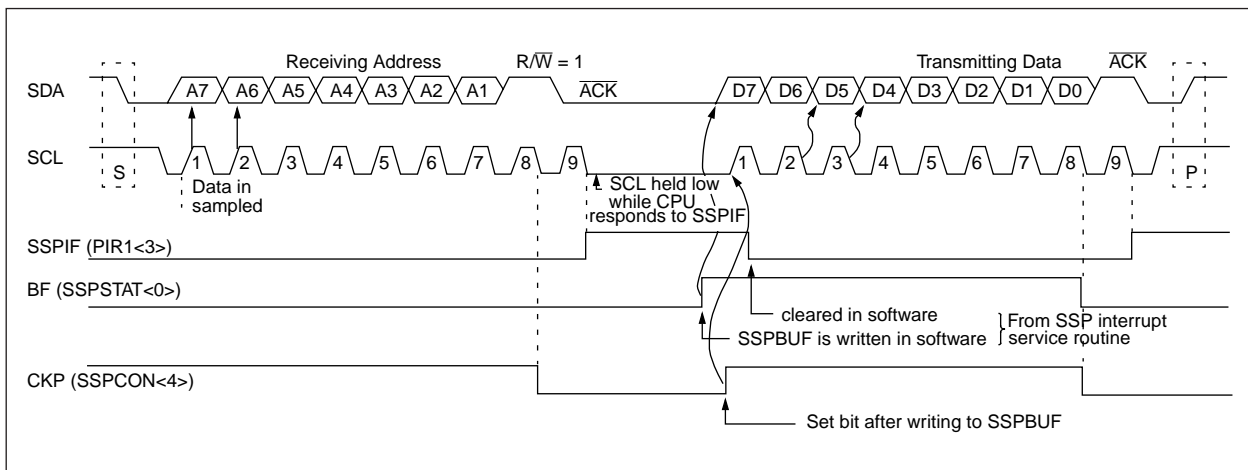 Receiving Address R/W̅ = 1 Transmitting Data A̅C̅K̅
SDA A7 A6 A5 A4 A3 A2 A1 A̅C̅K̅ D7 D6 D5 D4 D3 D2 D1 D0
SCL S 1 2 3 4 5 6 7 8 9 1 2 3 4 5 6 7 8 9 P
Data in
sampled
SCL held low
while CPU
responds to SSPIF
SSPIF (PIR1<3>)
BF (SSPSTAT<0>)
cleared in software
SSPBUF is written in software
From SSP interrupt
service routine
CKP (SSPCON<4>)
Set bit after writing to SSPBUF